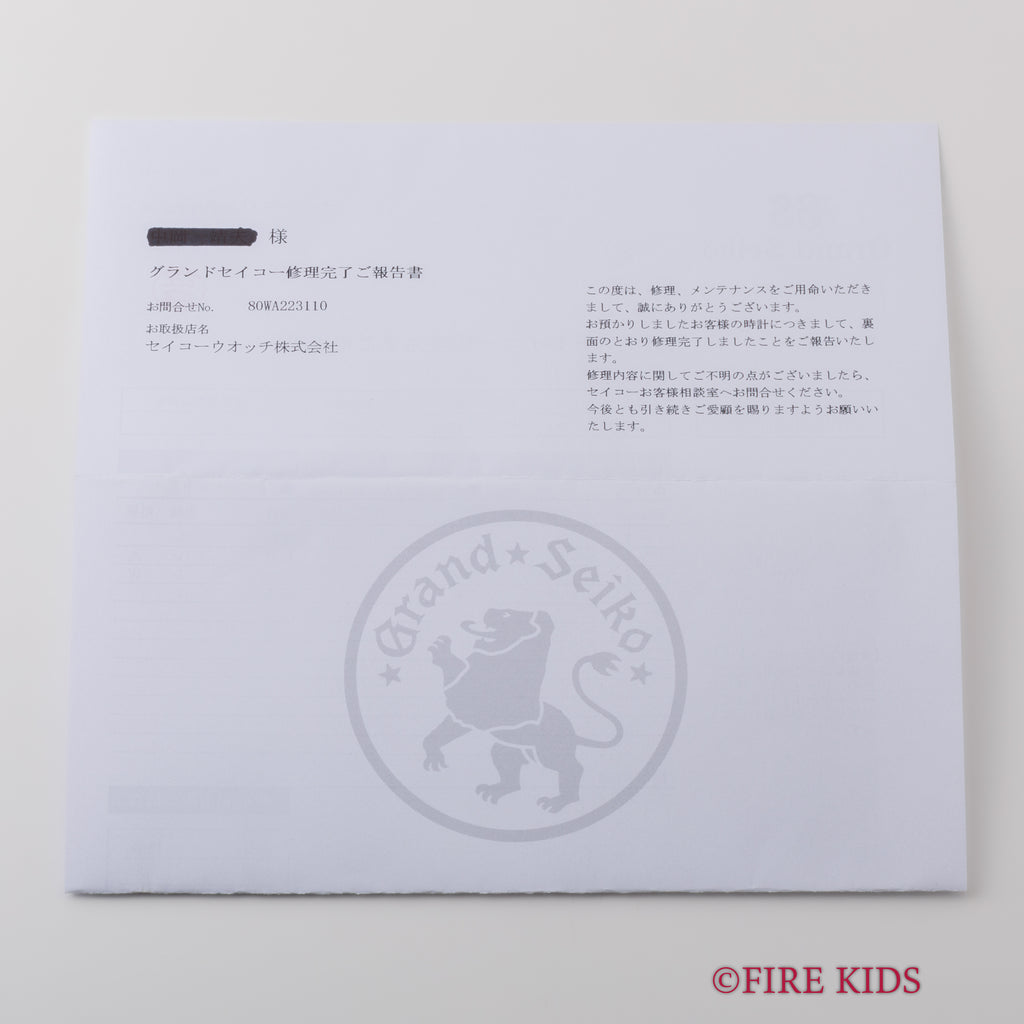 様
グランドセイコー修理完了ご報告書
お問合せNo. 80WA223110
お取扱店名
セイコーウオッチ株式会社
この度は、修理、メンテナンスをご用命いただき
まして、誠にありがとうございます。
お預かりしましたお客様の時計につきまして、裏
面のとおり修理完了しましたことをご報告いたし
ます。
修理内容に関してご不明の点がございましたら、
セイコーお客様相談室へお問合せください。
今後とも引き続きご愛顧を賜りますようお願いい
たします。
Grand★Seiko
©FIRE KIDS